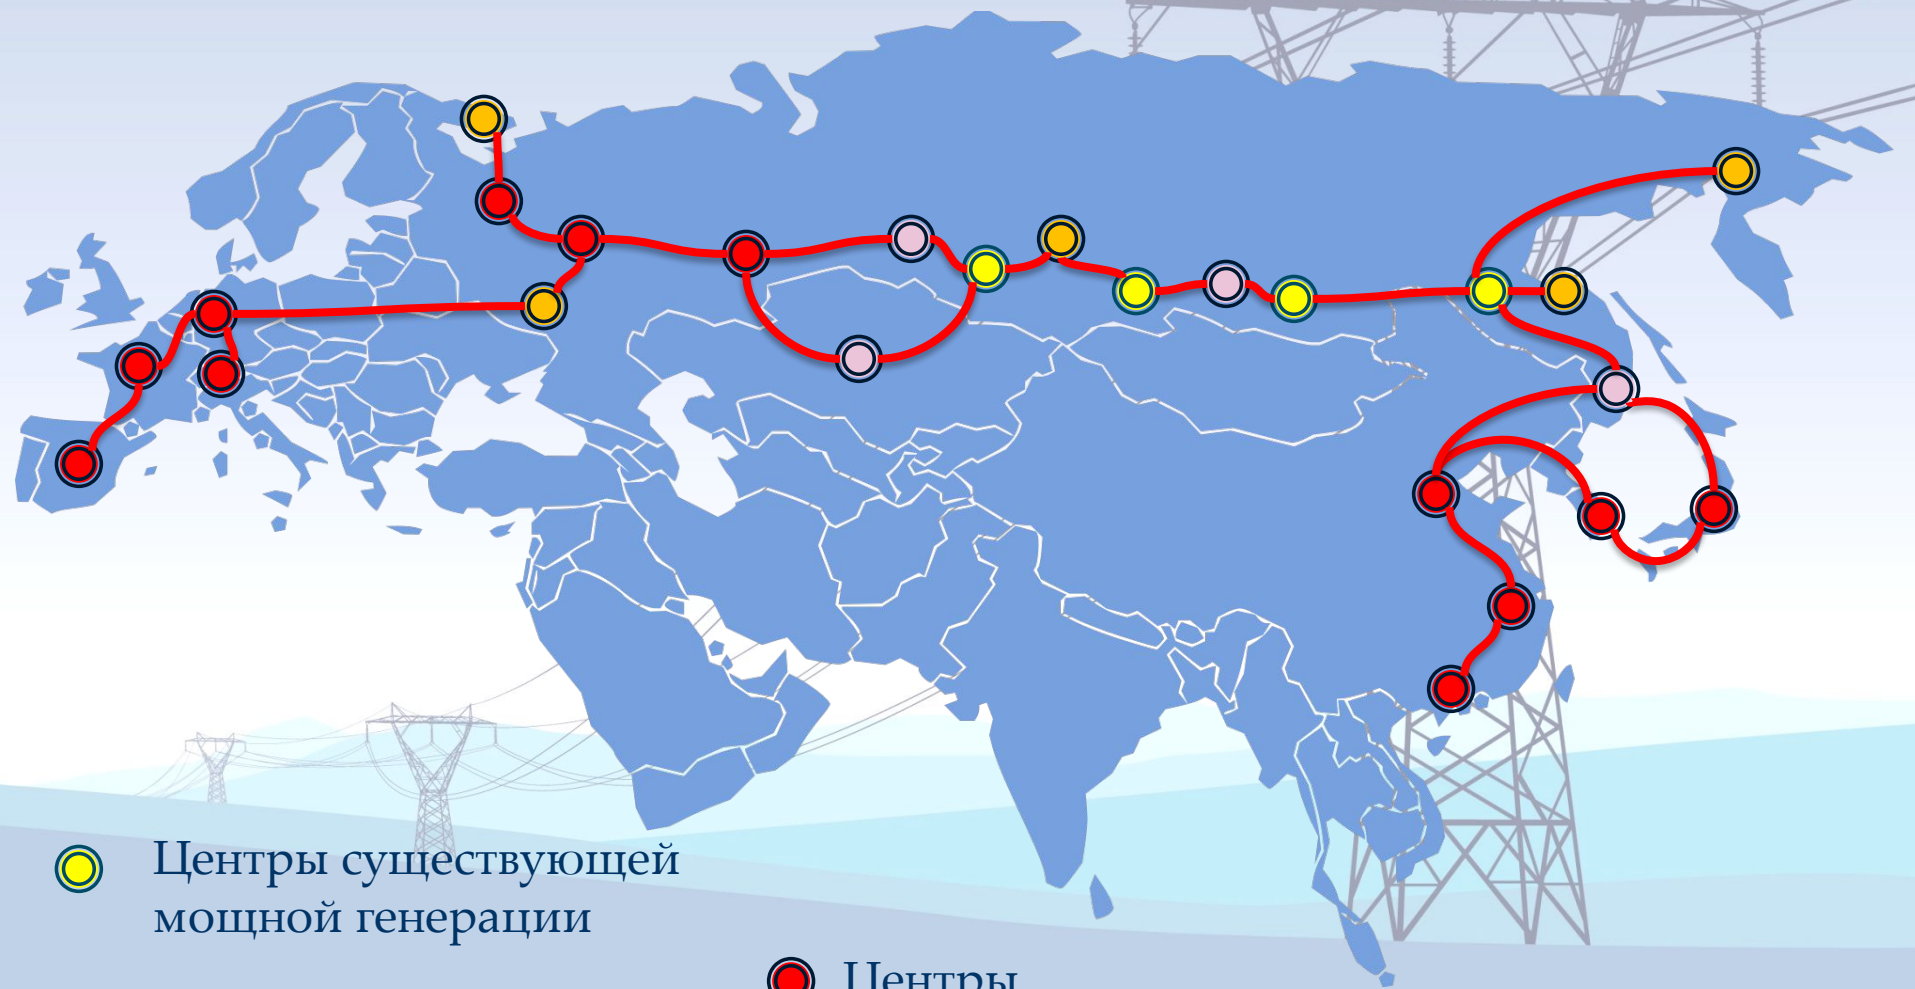 Центры существующей
мощной генерации
Центры